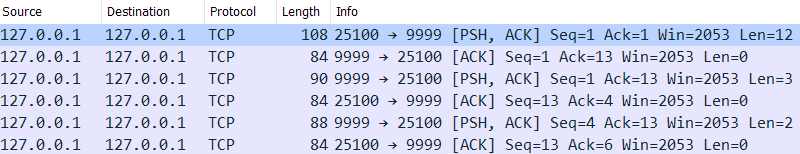 Source Destination Protocol Length Info
127.0.0.1 127.0.0.1 TCP 108 25100 → 9999 [PSH, ACK] Seq=1 Ack=1 Win=2053 Len=12
127.0.0.1 127.0.0.1 TCP 84 9999 → 25100 [ACK] Seq=1 Ack=13 Win=2053 Len=0
127.0.0.1 127.0.0.1 TCP 90 9999 → 25100 [PSH, ACK] Seq=1 Ack=13 Win=2053 Len=3
127.0.0.1 127.0.0.1 TCP 84 25100 → 9999 [ACK] Seq=13 Ack=4 Win=2053 Len=0
127.0.0.1 127.0.0.1 TCP 88 9999 → 25100 [PSH, ACK] Seq=4 Ack=13 Win=2053 Len=2
127.0.0.1 127.0.0.1 TCP 84 25100 → 9999 [ACK] Seq=13 Ack=6 Win=2053 Len=0